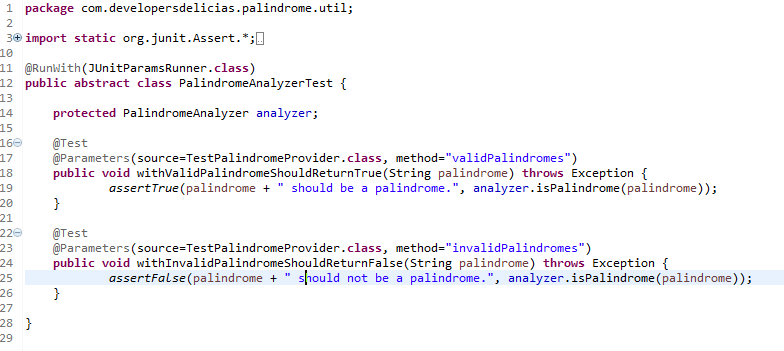 1 package com.developersdelicias.palindrome.util;
2
3 import static org.junit.Assert.*;
10
11 @RunWith(JUnitParamsRunner.class)
12 public abstract class PalindromeAnalyzerTest {
13
14     protected PalindromeAnalyzer analyzer;
15
16     @Test
17     @Parameters(source=TestPalindromeProvider.class, method="validPalindromes")
18     public void withValidPalindromeShouldReturnTrue(String palindrome) throws Exception {
19             assertTrue(palindrome + " should be a palindrome.", analyzer.isPalindrome(palindrome));
20     }
21
22     @Test
23     @Parameters(source=TestPalindromeProvider.class, method="invalidPalindromes")
24     public void withInvalidPalindromeShouldReturnFalse(String palindrome) throws Exception {
25             assertFalse(palindrome + " should not be a palindrome.", analyzer.isPalindrome(palindrome));
26     }
27
28 }
29